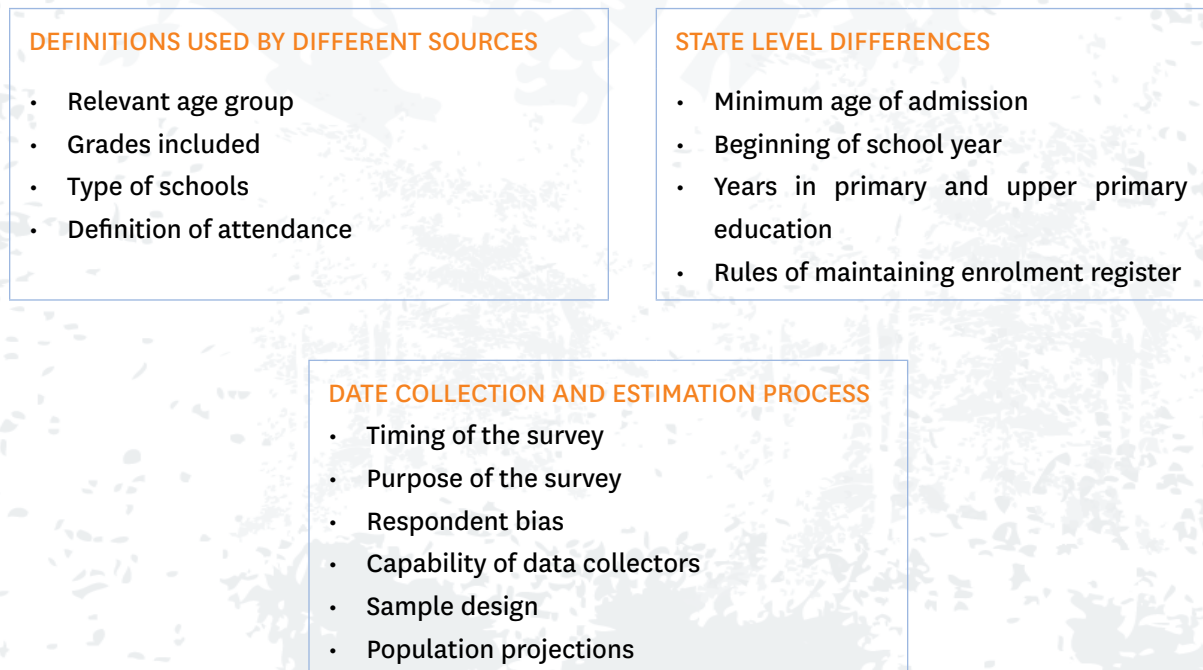 DEFINITIONS USED BY DIFFERENT SOURCES
• Relevant age group
• Grades included
• Type of schools
• Definition of attendance
STATE LEVEL DIFFERENCES
• Minimum age of admission
• Beginning of school year
• Years in primary and upper primary
education
• Rules of maintaining enrolment register
DATE COLLECTION AND ESTIMATION PROCESS
• Timing of the survey
• Purpose of the survey
• Respondent bias
• Capability of data collectors
• Sample design
• Population projections